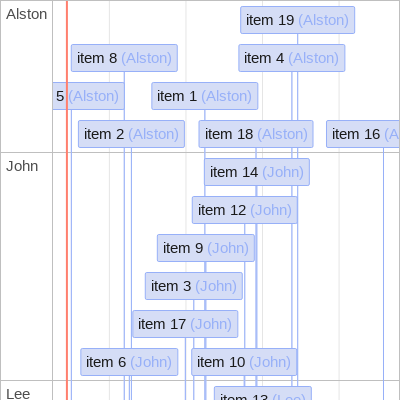 Alston
item 19 (Alston)
item 8 (Alston)
item 4 (Alston)
5 (Alston)
item 1 (Alston)
item 2 (Alston)
item 18 (Alston)
item 16 (A
John
item 14 (John)
item 12 (John)
item 9 (John)
item 3 (John)
item 17 (John)
item 6 (John)
item 10 (John)
Lee
item 13 (Lee)